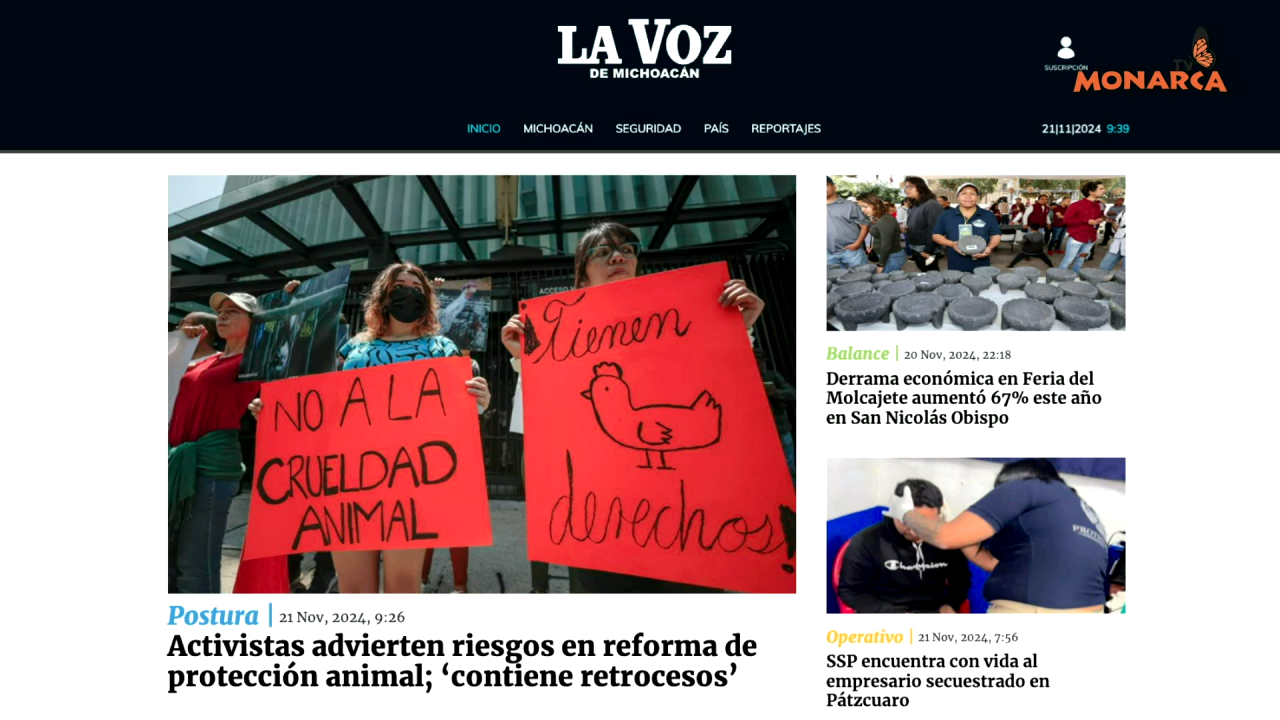 LA VOZ
DE MICHOACÁN
SUSCRIPCIÓN
TV
MONARCA
INICIO MICHOACÁN SEGURIDAD PAÍS REPORTAJES
21|11|2024 9:39
ACCESO
NO A LA
CRUELDAD
ANIMAL
Tienen
derechos!
Postura | 21 Nov, 2024, 9:26
Activistas advierten riesgos en reforma de
protección animal; ‘contiene retrocesos’
Balance | 20 Nov, 2024, 22:18
Derrama económica en Feria del
Molcajete aumentó 67% este año
en San Nicolás Obispo
Champion
Operativo | 21 Nov, 2024, 7:56
SSP encuentra con vida al
empresario secuestrado en
Pátzcuaro